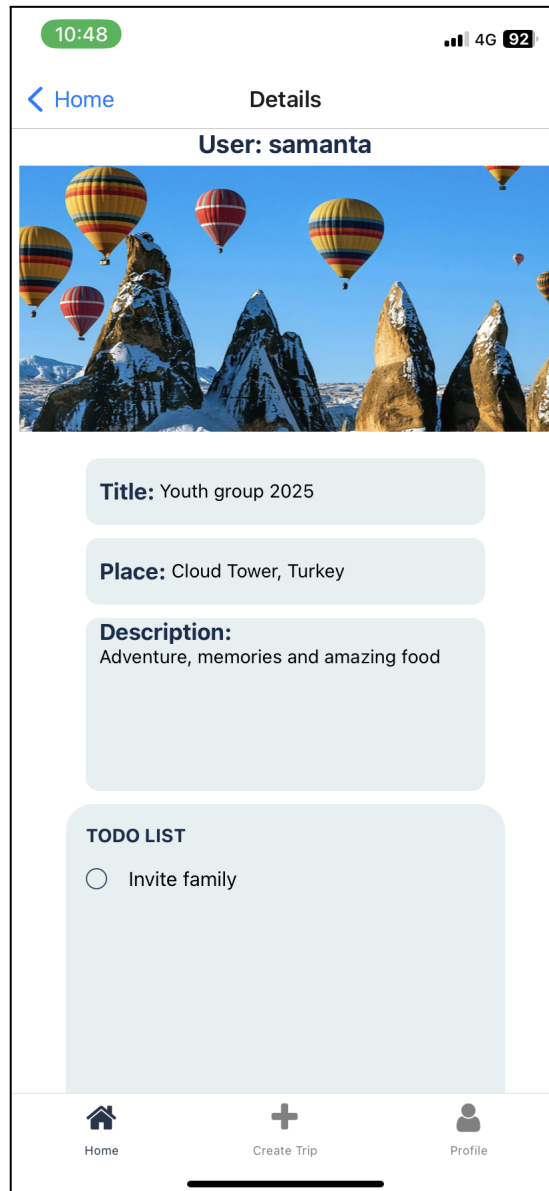 10:48
4G 92
Home
Details
User: samanta
Title: Youth group 2025
Place: Cloud Tower, Turkey
Description:
Adventure, memories and amazing food
TODO LIST
Invite family
Home
Create Trip
Profile